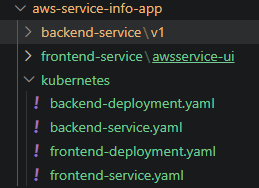 aws-service-info-app
backend-service\v1
frontend-service\awsservice-ui
kubernetes
! backend-deployment.yaml
! backend-service.yaml
! frontend-deployment.yaml
! frontend-service.yaml